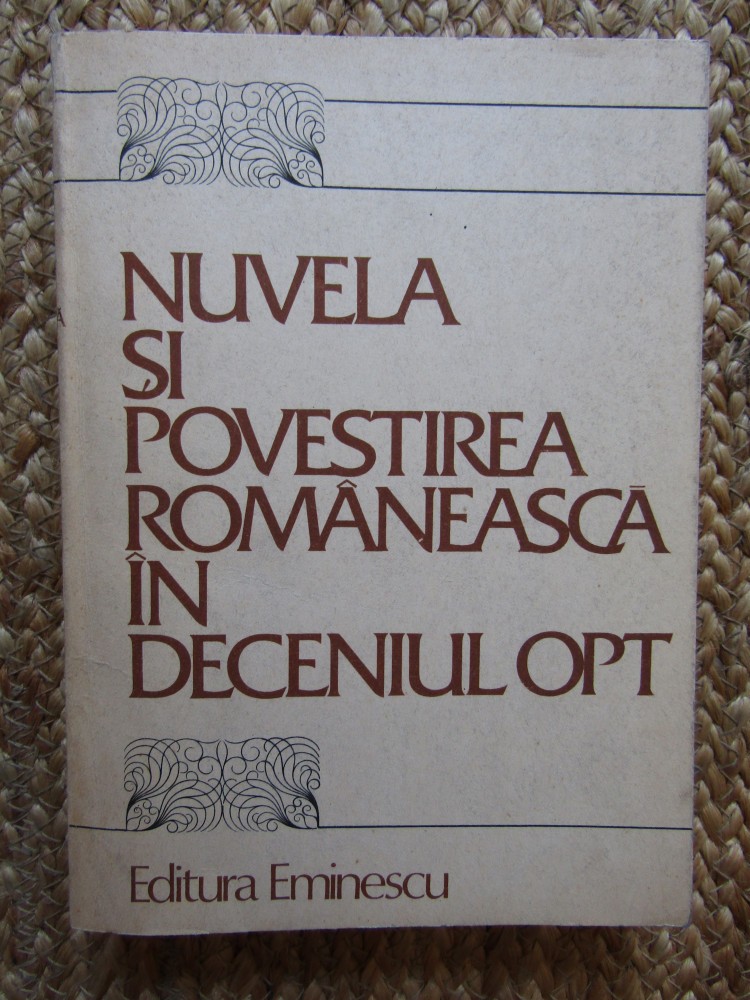 NUVELA
ȘI
POVESTIREA
ROMÂNEASCĂ
ÎN
DECENIUL OPT
Editura Eminescu